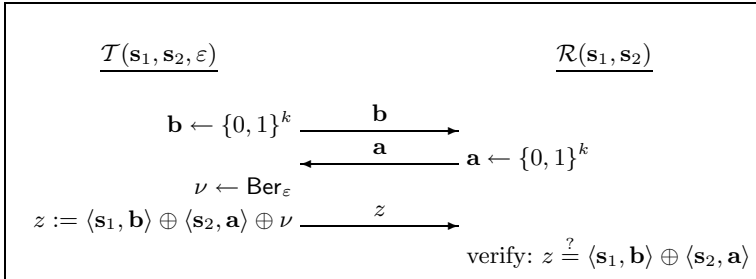 𝒯(s₁, s₂, ε) ℛ(s₁, s₂)
b ← {0, 1}ᵏ b
a a ← {0, 1}ᵏ
ν ← Ber_ε
z := ⟨s₁, b⟩ ⊕ ⟨s₂, a⟩ ⊕ ν z
verify: z ≟ ⟨s₁, b⟩ ⊕ ⟨s₂, a⟩